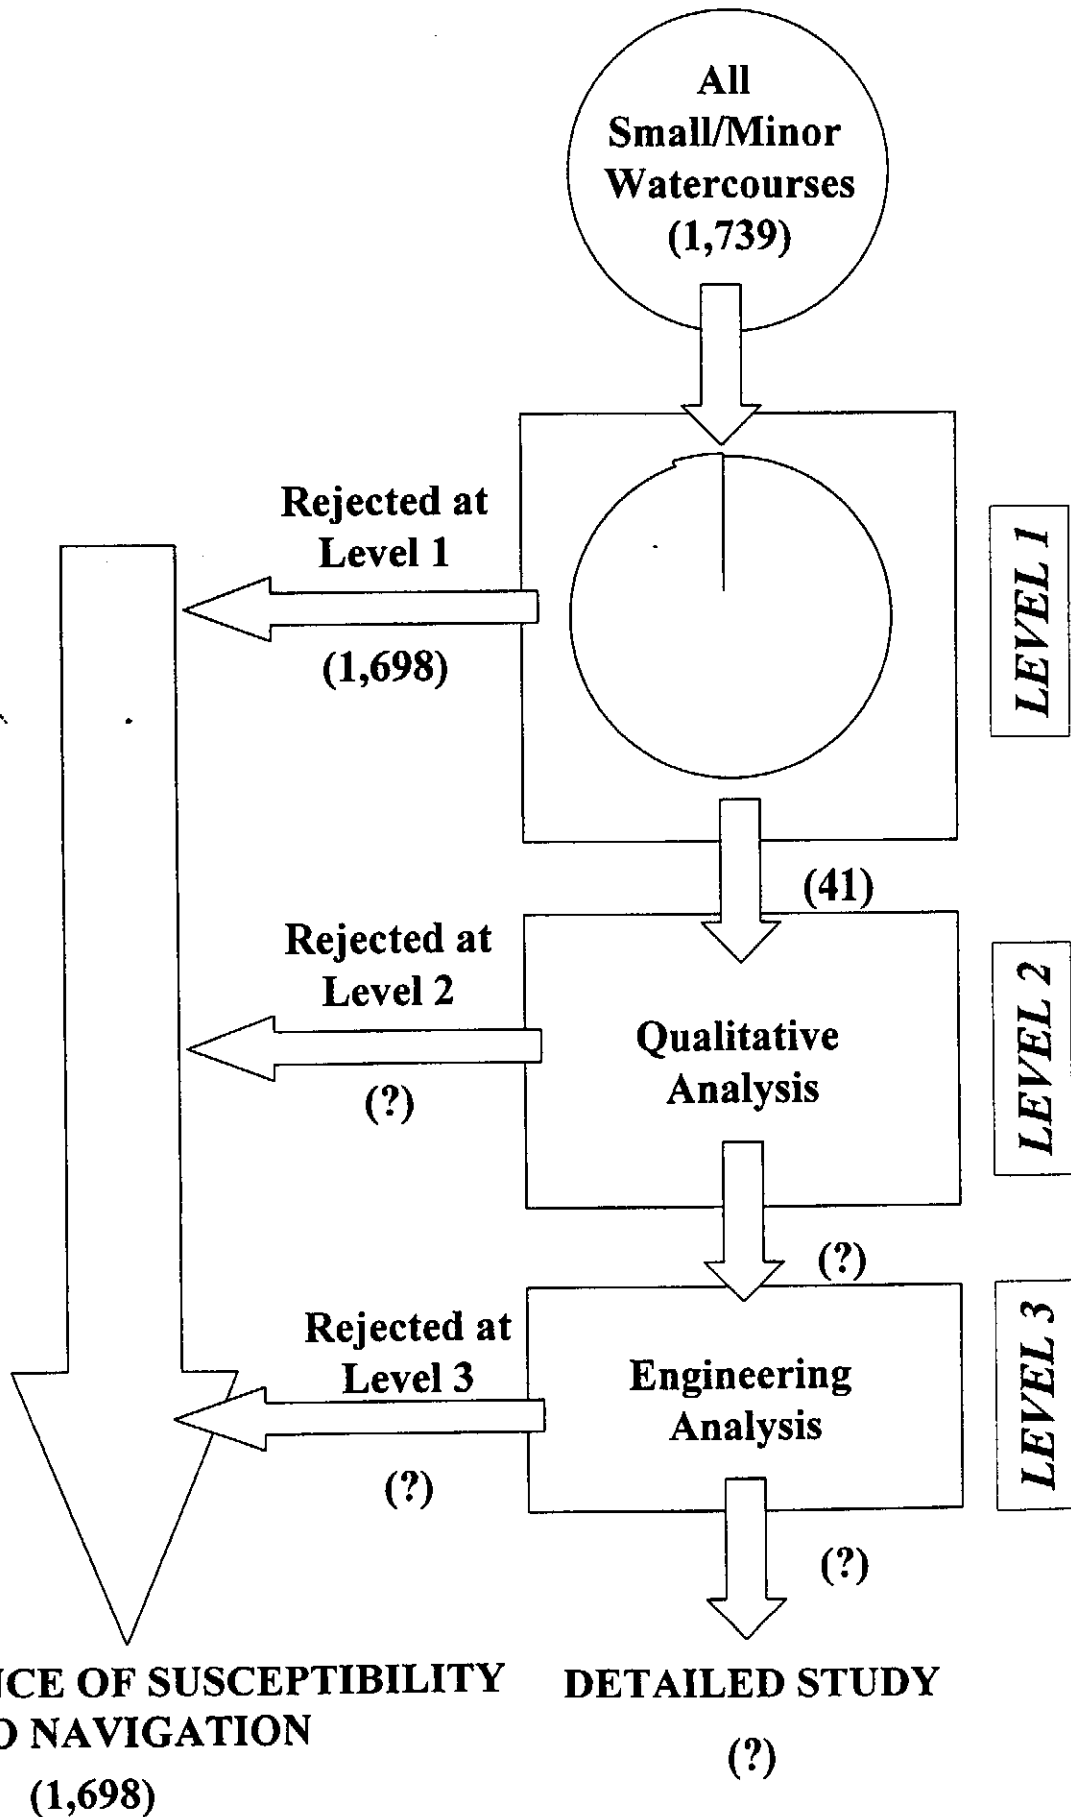 All
Small/Minor
Watercourses
(1,739)
Rejected at
Level 1
(1,698)
LEVEL 1
(41)
Rejected at
Level 2
(?)
Qualitative
Analysis
LEVEL 2
(?)
Rejected at
Level 3
(?)
Engineering
Analysis
LEVEL 3
(?)
NCE OF SUSCEPTIBILITY
O NAVIGATION
(1,698)
DETAILED STUDY
(?)